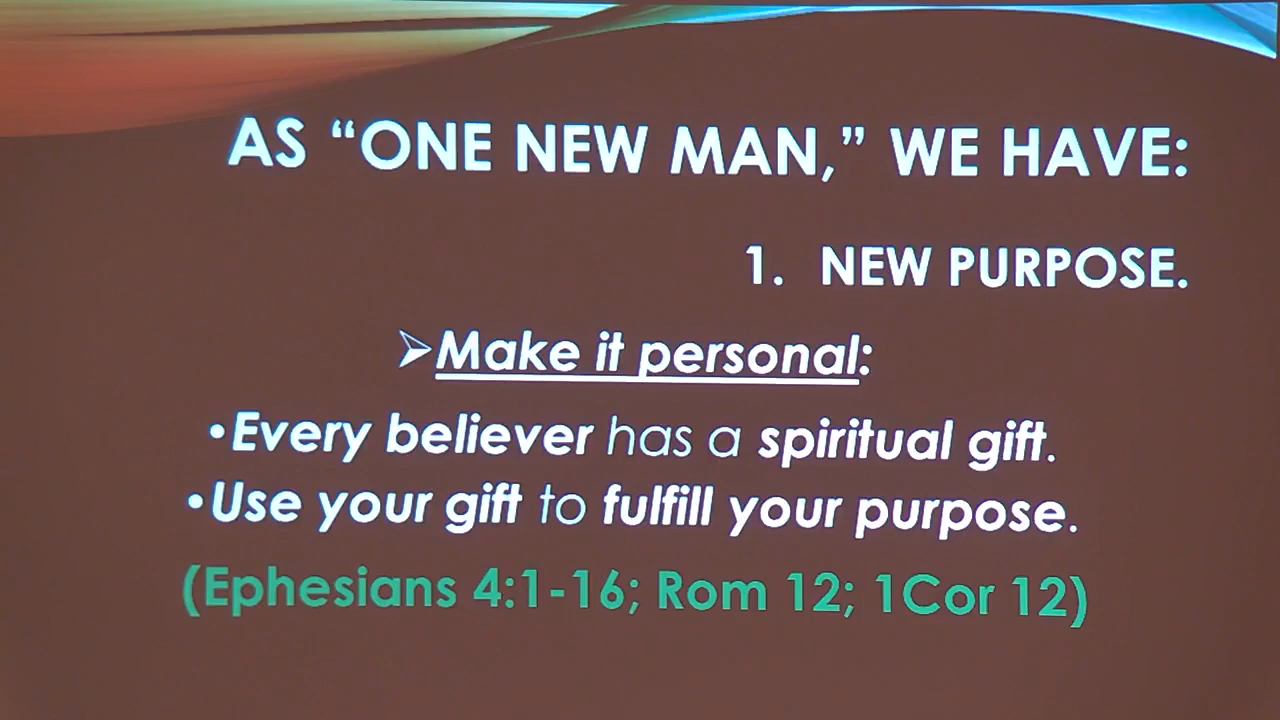 AS “ONE NEW MAN,” WE HAVE:
1. NEW PURPOSE.
➢Make it personal:
•Every believer has a spiritual gift.
•Use your gift to fulfill your purpose.
(Ephesians 4:1-16; Rom 12; 1Cor 12)